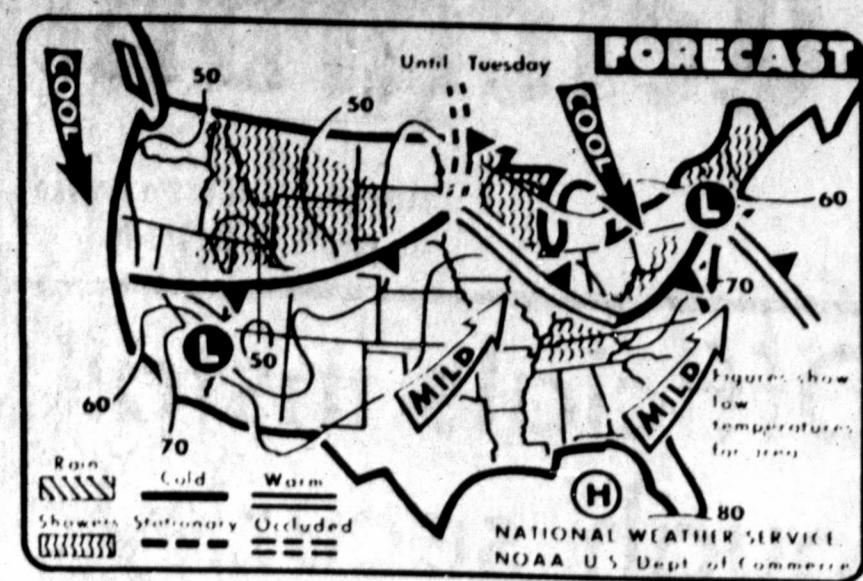 FORECAST
Until Tuesday
COOL
50
50
COOL
60
L
70
L
50
MILD
MILD
60
70
Figures show
low
temperatures
for area
Rain
Cold
Warm
Showers
Stationary
Occluded
H
80
NATIONAL WEATHER SERVICE,
NOAA U S Dept. of Commerce